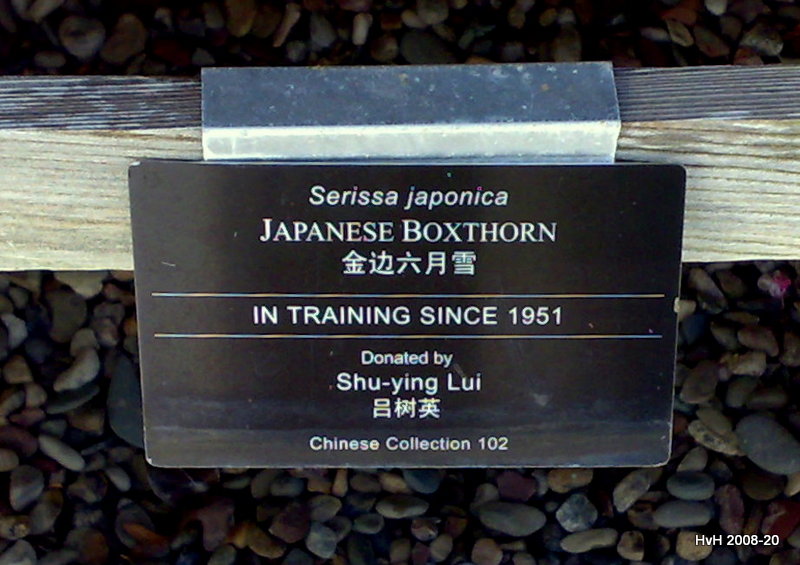 Serissa japonica
JAPANESE BOXTHORN
金边六月雪
IN TRAINING SINCE 1951
Donated by
Shu-ying Lui
吕树英
Chinese Collection 102
HvH 2008-20